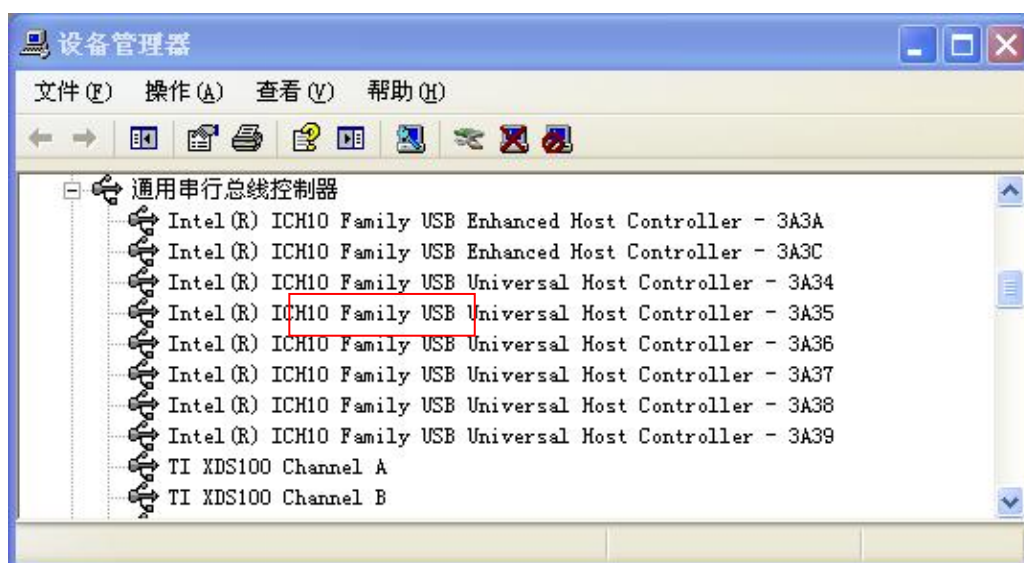 设备管理器
文件(F) 操作(A) 查看(V) 帮助(H)
通用串行总线控制器
Intel(R) ICH10 Family USB Enhanced Host Controller - 3A3A
Intel(R) ICH10 Family USB Enhanced Host Controller - 3A3C
Intel(R) ICH10 Family USB Universal Host Controller - 3A34
Intel(R) ICH10 Family USB Universal Host Controller - 3A35
Intel(R) ICH10 Family USB Universal Host Controller - 3A36
Intel(R) ICH10 Family USB Universal Host Controller - 3A37
Intel(R) ICH10 Family USB Universal Host Controller - 3A38
Intel(R) ICH10 Family USB Universal Host Controller - 3A39
TI XDS100 Channel A
TI XDS100 Channel B